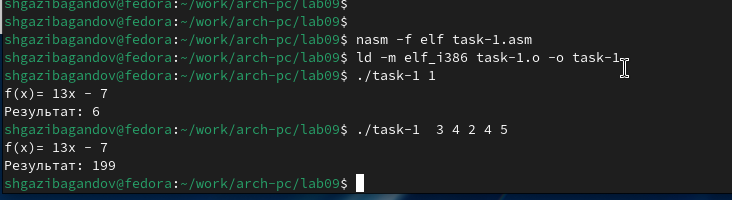 shgazibagandov@fedora:~/work/arch-pc/lab09$
shgazibagandov@fedora:~/work/arch-pc/lab09$
shgazibagandov@fedora:~/work/arch-pc/lab09$ nasm -f elf task-1.asm
shgazibagandov@fedora:~/work/arch-pc/lab09$ ld -m elf_i386 task-1.o -o task-1
shgazibagandov@fedora:~/work/arch-pc/lab09$ ./task-1 1
f(x)= 13x - 7
Результат: 6
shgazibagandov@fedora:~/work/arch-pc/lab09$ ./task-1  3 4 2 4 5
f(x)= 13x - 7
Результат: 199
shgazibagandov@fedora:~/work/arch-pc/lab09$